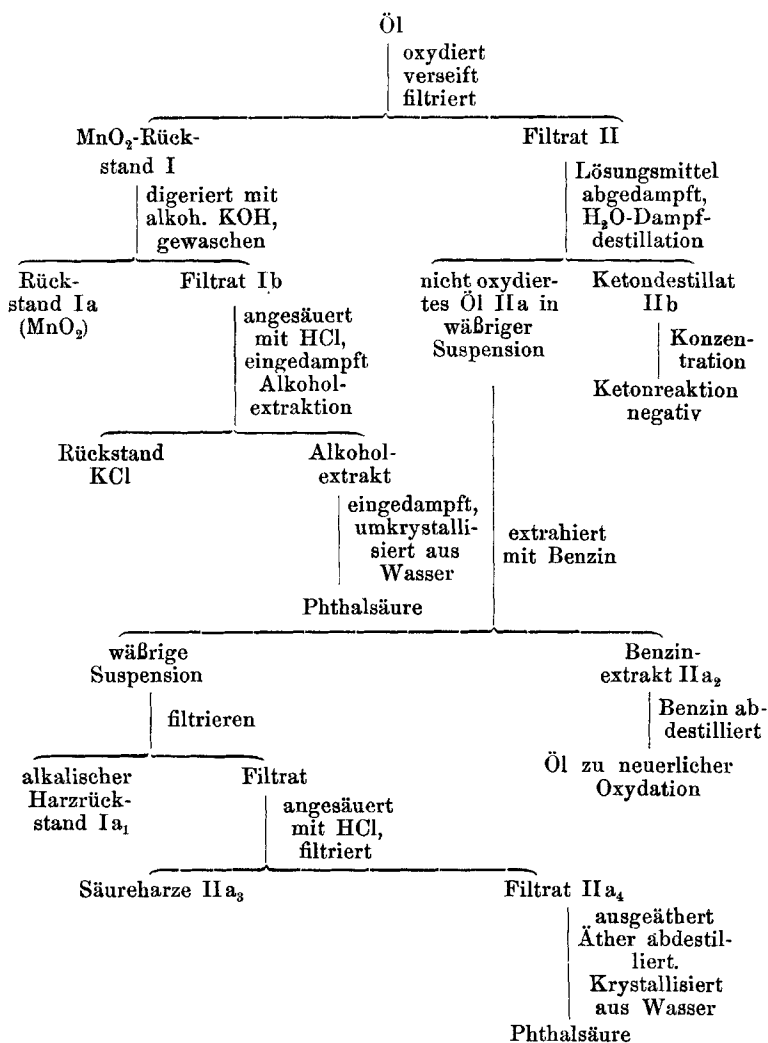 Öl
oxydiert
verseift
filtriert
MnO₂-Rück-
stand I
Filtrat II
digeriert mit
alkoh. KOH,
gewaschen
Lösungsmittel
abgedampft,
H₂O-Dampf-
destillation
Rück-
stand Ia
(MnO₂)
Filtrat Ib
nicht oxydier-
tes Öl IIa in
wäßriger
Suspension
Ketondestillat
IIb
angesäuert
mit HCl,
eingedampft
Alkohol-
extraktion
Konzen-
tration
Ketonreaktion
negativ
Rückstand
KCl
Alkohol-
extrakt
eingedampft,
umkrystalli-
siert aus
Wasser
extrahiert
mit Benzin
Phthalsäure
wäßrige
Suspension
Benzin-
extrakt IIa₂
filtrieren
Benzin ab-
destilliert
alkalischer
Harzrück-
stand Ia₁
Filtrat
Öl zu neuerlicher
Oxydation
angesäuert
mit HCl,
filtriert
Säureharze IIa₃
Filtrat IIa₄
ausgeäthert
Äther abdestil-
liert.
Krystallisiert
aus Wasser
Phthalsäure